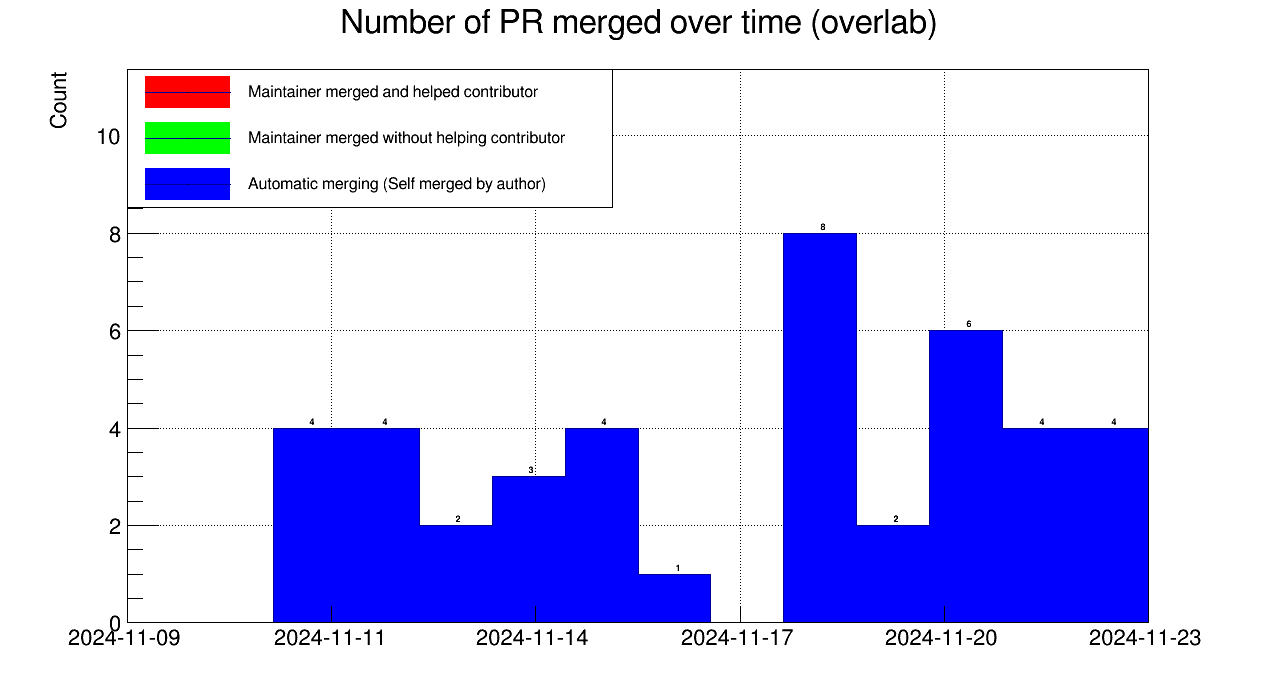 Number of PR merged over time (overlab)
Count
Maintainer merged and helped contributor
Maintainer merged without helping contributor
Automatic merging (Self merged by author)
10
8
6
4
2
0
4 4 2 3 4 1 8 2 6 4 4
2024-11-09 2024-11-11 2024-11-14 2024-11-17 2024-11-20 2024-11-23